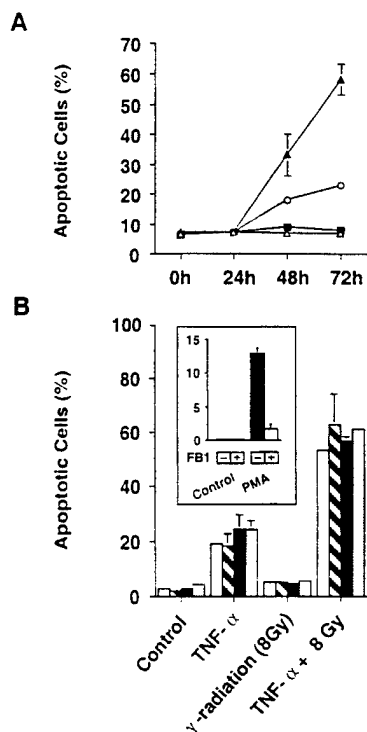 A
Apoptotic Cells (%)
70
60
50
40
30
20
10
0
0h 24h 48h 72h
B
Apoptotic Cells (%)
100
80
60
40
20
0
15
10
5
0
FB1 − + − +
Control PMA
Control
TNF- α
γ-radiation (8Gy)
TNF- α + 8 Gy